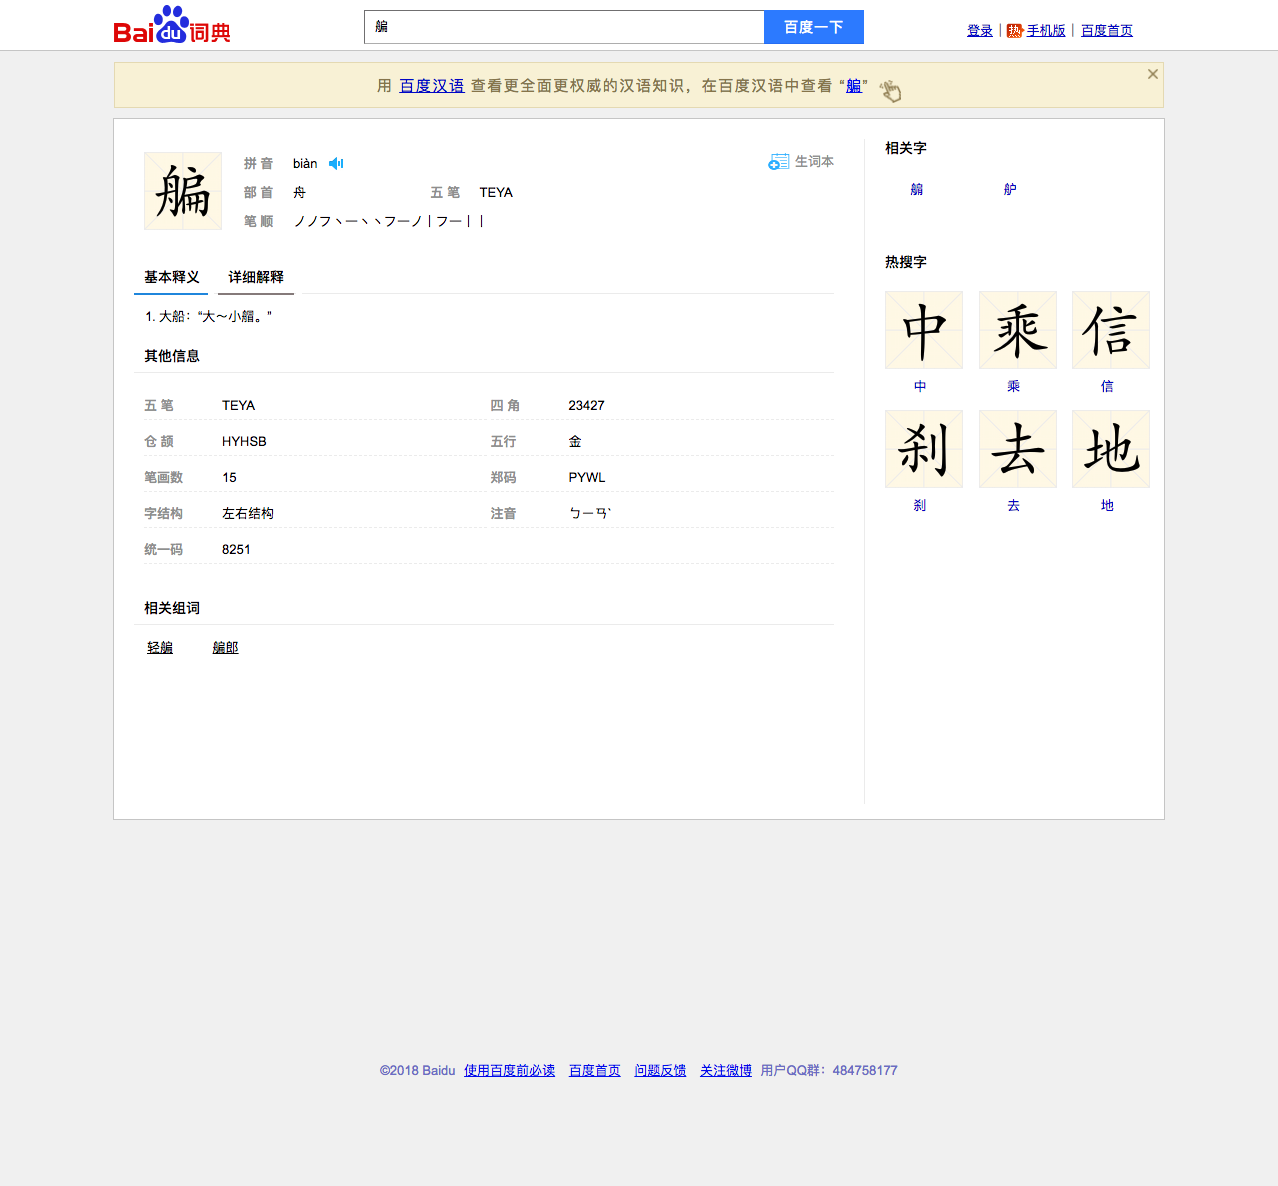 Bai du 词典
艑
百度一下
登录 | 热 手机版 | 百度首页
用 百度汉语 查看更全面更权威的汉语知识，在百度汉语中查看 “艑”
艑
拼 音 biàn
生词本
部 首 舟 五 笔 TEYA
笔 顺 ノノフ丶一丶丶フ一ノ丨フ一丨丨
基本释义 详细解释
1. 大船：“大～小艒。”
其他信息
五 笔 TEYA 四 角 23427
仓 颉 HYHSB 五行 金
笔画数 15 郑码 PYWL
字结构 左右结构 注音 ㄅㄧㄢˋ
统一码 8251
相关组词
轻艑 艑郎
相关字
艊 舮
热搜字
中 乘 信
中 乘 信
刹 去 地
刹 去 地
©2018 Baidu 使用百度前必读 百度首页 问题反馈 关注微博 用户QQ群：484758177